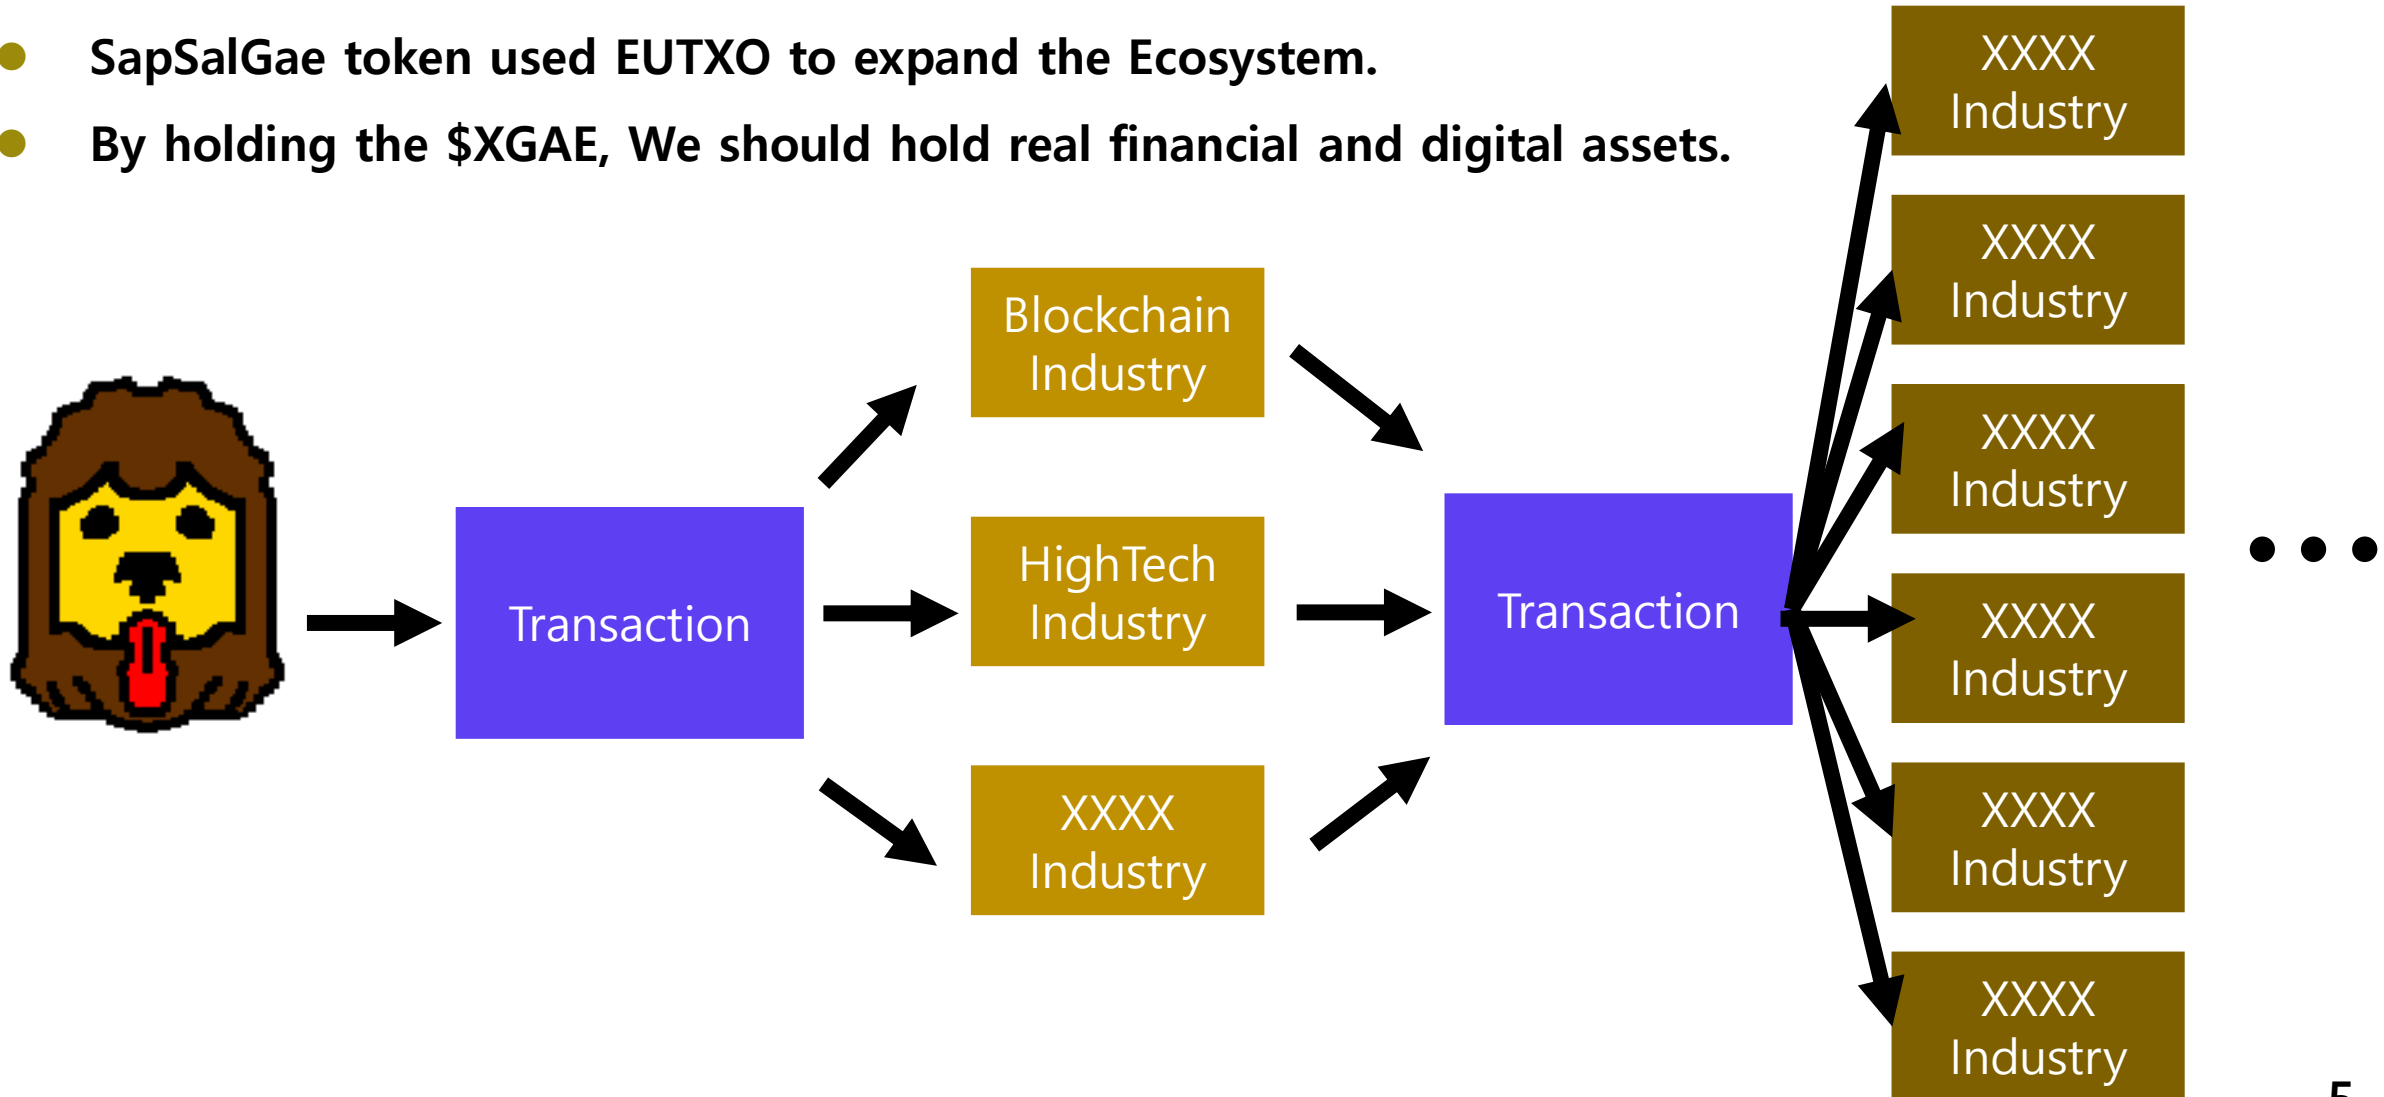 SapSalGae token used EUTXO to expand the Ecosystem.
By holding the $XGAE, We should hold real financial and digital assets.
Transaction
Blockchain
Industry
HighTech
Industry
XXXX
Industry
Transaction
XXXX
Industry
XXXX
Industry
XXXX
Industry
XXXX
Industry
XXXX
Industry
XXXX
Industry
5